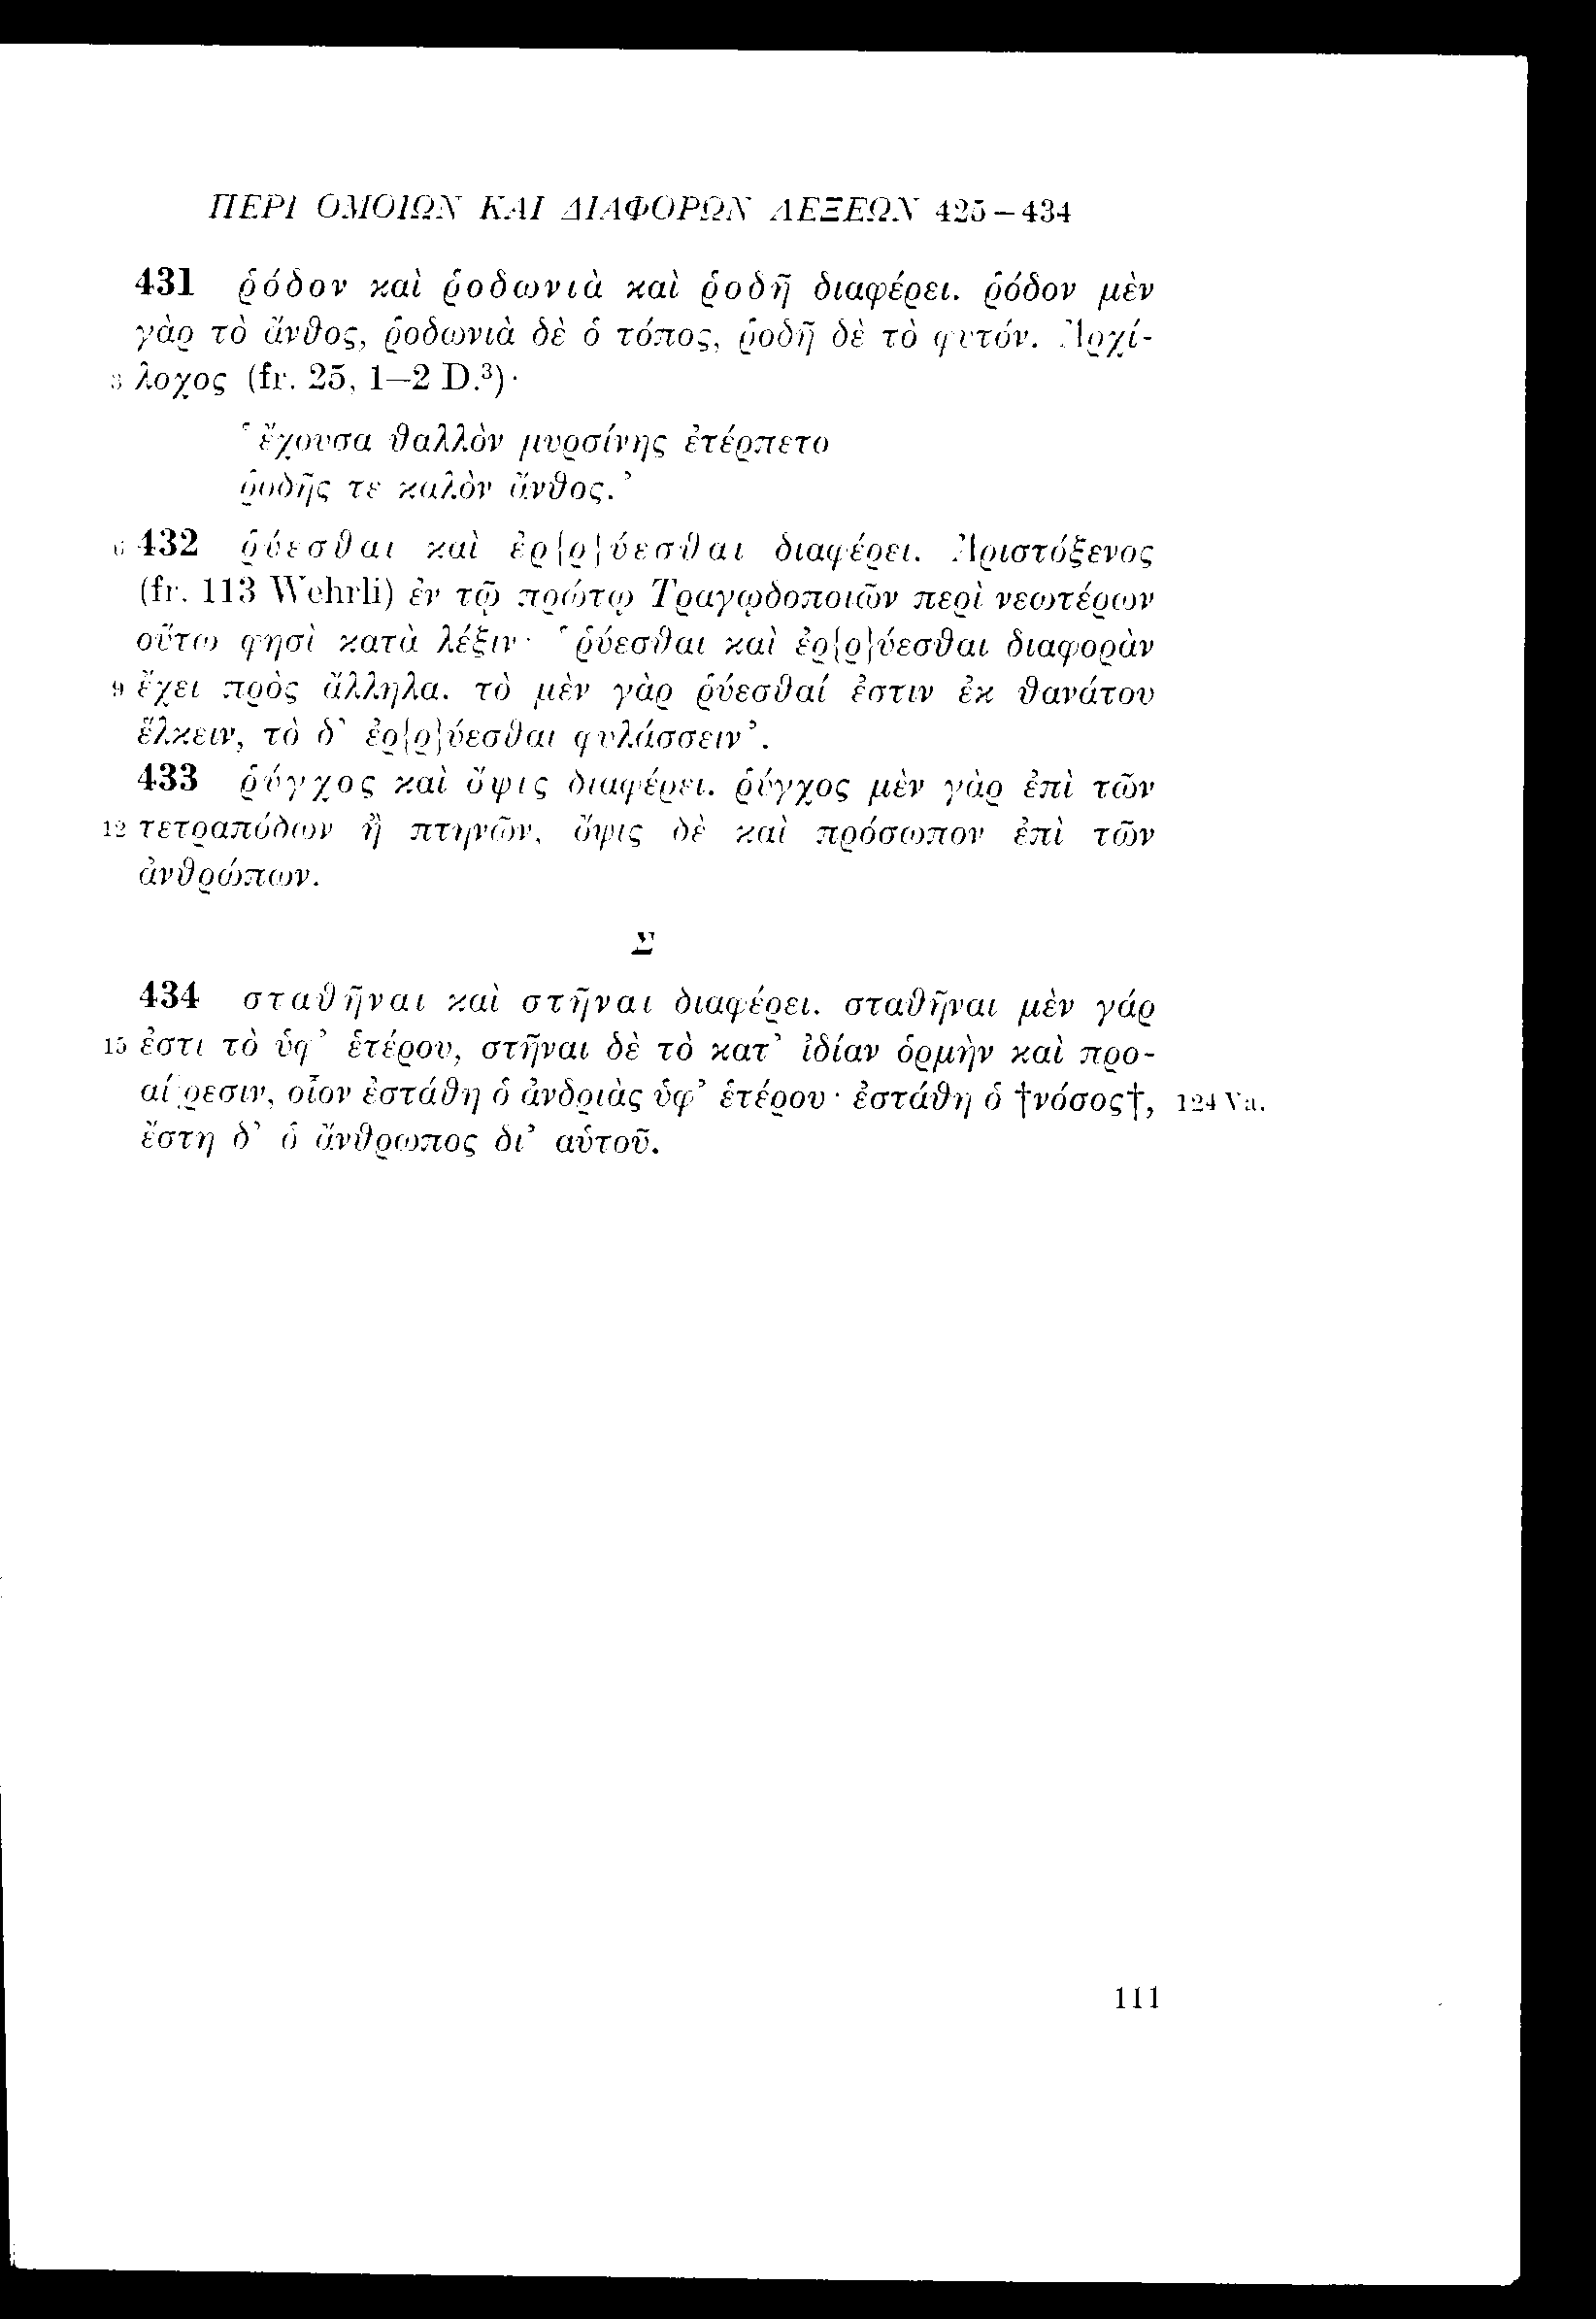 ΠΕΡΙ ΟΜΟΙΩΝ ΚΑΙ ΔΙΑΦΟΡΩΝ ΛΕΞΕΩΝ 425–434
431 ῥόδον καὶ ῥοδωνιὰ καὶ ῥοδῆ διαφέρει. ῥόδον μὲν
γὰρ τὸ ἄνθος, ῥοδωνιὰ δὲ ὁ τόπος, ῥοδῆ δὲ τὸ φυτόν. Ἀρχί-
3 λοχος (fr. 25, 1–2 D.³)·
‘ἔχουσα θαλλὸν μυρσίνης ἐτέρπετο
ῥοδῆς τε καλὸν ἄνθος.’
6 432 ῥύεσθαι καὶ ἐρ{ρ}ύεσθαι διαφέρει. Ἀριστόξενος
(fr. 113 Wehrli) ἐν τῷ πρώτῳ Τραγῳδοποιῶν περὶ νεωτέρων
οὕτω φησὶ κατὰ λέξιν· ‘ῥύεσθαι καὶ ἐρ{ρ}ύεσθαι διαφορὰν
9 ἔχει πρὸς ἄλληλα. τὸ μὲν γὰρ ῥύεσθαί ἐστιν ἐκ θανάτου
ἕλκειν, τὸ δ’ ἐρ{ρ}ύεσθαι φυλάσσειν’.
433 ῥύγχος καὶ ὄψις διαφέρει. ῥύγχος μὲν γὰρ ἐπὶ τῶν
12 τετραπόδων ἢ πτηνῶν, ὄψις δὲ καὶ πρόσωπον ἐπὶ τῶν
ἀνθρώπων.
Σ
434 σταθῆναι καὶ στῆναι διαφέρει. σταθῆναι μὲν γάρ
15 ἐστι τὸ ὑφ’ ἑτέρου, στῆναι δὲ τὸ κατ’ ἰδίαν ὁρμὴν καὶ προ-
αί|ρεσιν, οἷον ἐστάθη ὁ ἀνδριὰς ὑφ’ ἑτέρου· ἐστάθη ὁ †νόσος†, 124 Va.
ἔστη δ’ ὁ ἄνθρωπος δι’ αὑτοῦ.
111